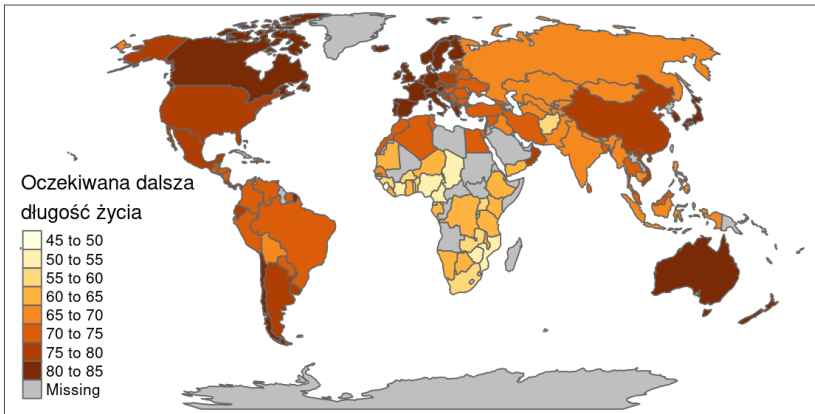 Oczekiwana dalsza
długość życia
45 to 50
50 to 55
55 to 60
60 to 65
65 to 70
70 to 75
75 to 80
80 to 85
Missing